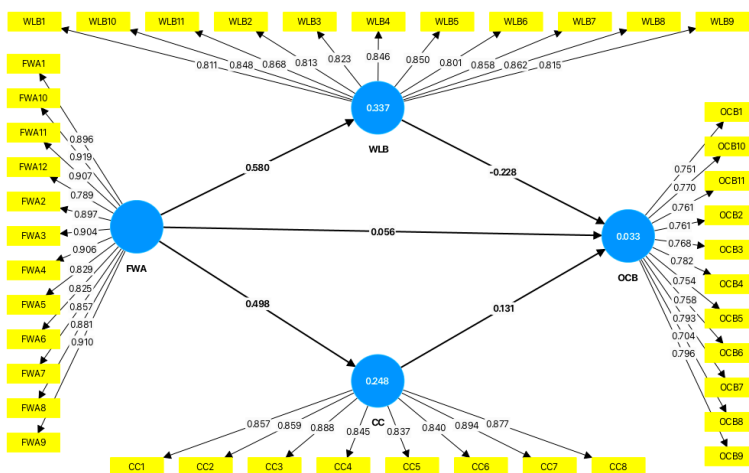 WLB1 WLB10 WLB11 WLB2 WLB3 WLB4 WLB5 WLB6 WLB7 WLB8 WLB9
0.811 0.848 0.868 0.813 0.823 0.846 0.850 0.801 0.858 0.862 0.815
0.337
WLB
FWA1
FWA10
FWA11
FWA12
FWA2
FWA3
FWA4
FWA5
FWA6
FWA7
FWA8
FWA9
0.896
0.919
0.907
0.789
0.897
0.904
0.906
0.829
0.825
0.857
0.881
0.910
FWA
0.580
-0.228
0.056
0.498
0.131
0.033
OCB
0.751
0.770
0.761
0.761
0.768
0.782
0.754
0.758
0.793
0.704
0.796
OCB1
OCB10
OCB11
OCB2
OCB3
OCB4
OCB5
OCB6
OCB7
OCB8
OCB9
0.248
CC
0.857 0.859 0.888 0.845 0.837 0.840 0.894 0.877
CC1 CC2 CC3 CC4 CC5 CC6 CC7 CC8